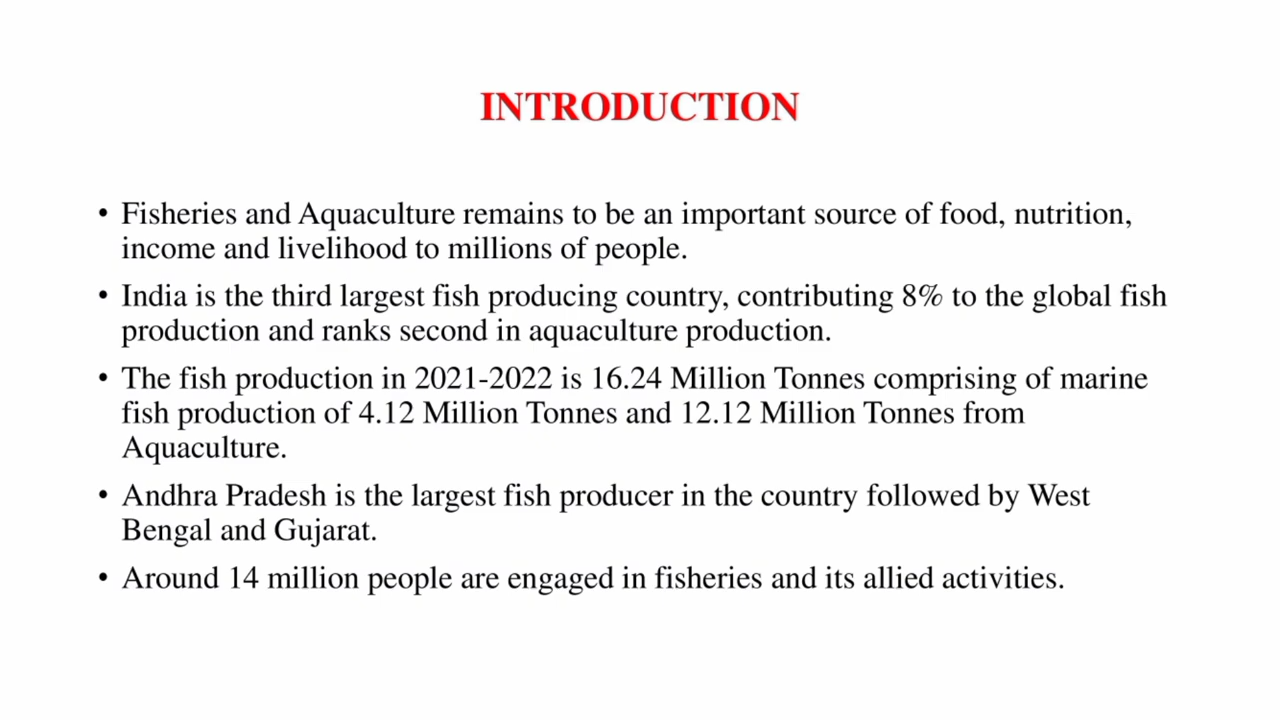 INTRODUCTION
• Fisheries and Aquaculture remains to be an important source of food, nutrition,
income and livelihood to millions of people.
• India is the third largest fish producing country, contributing 8% to the global fish
production and ranks second in aquaculture production.
• The fish production in 2021-2022 is 16.24 Million Tonnes comprising of marine
fish production of 4.12 Million Tonnes and 12.12 Million Tonnes from
Aquaculture.
• Andhra Pradesh is the largest fish producer in the country followed by West
Bengal and Gujarat.
• Around 14 million people are engaged in fisheries and its allied activities.